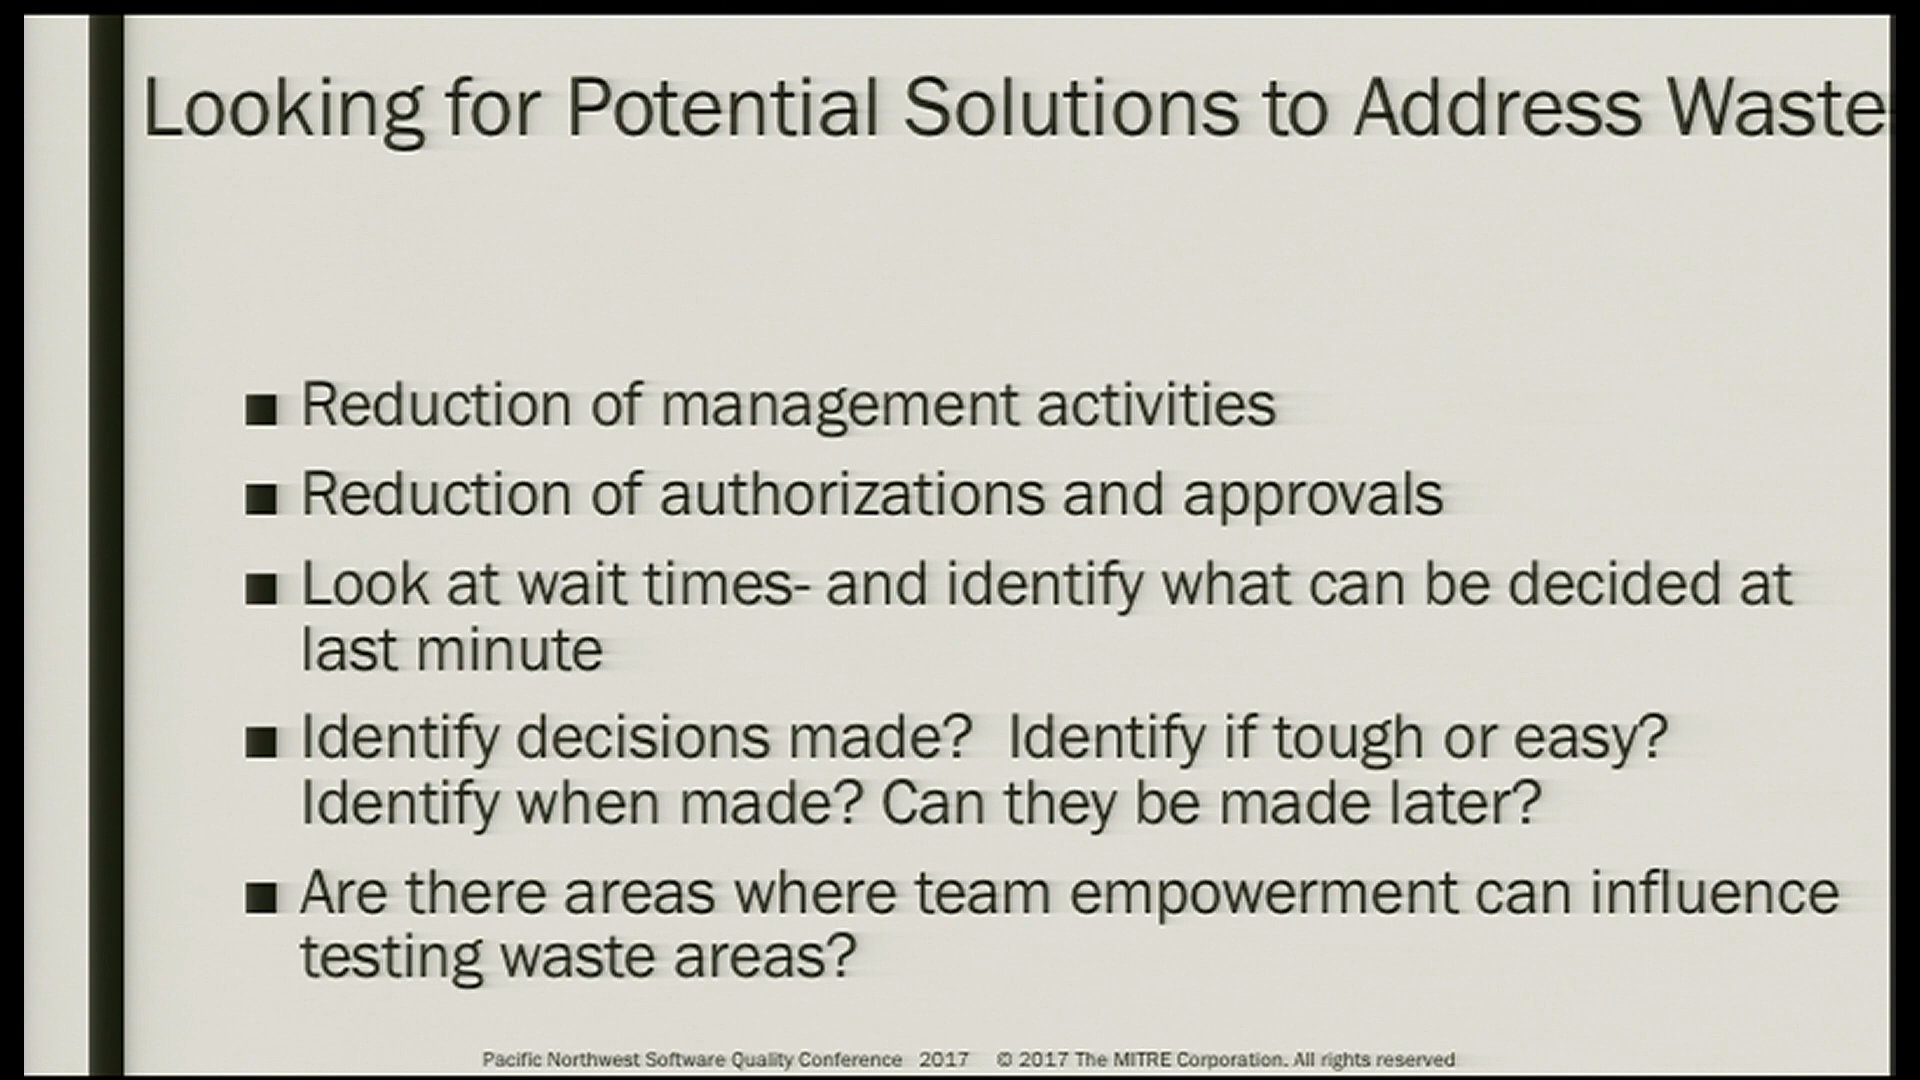 Looking for Potential Solutions to Address Waste
■ Reduction of management activities
■ Reduction of authorizations and approvals
■ Look at wait times- and identify what can be decided at
last minute
■ Identify decisions made?  Identify if tough or easy?
Identify when made? Can they be made later?
■ Are there areas where team empowerment can influence
testing waste areas?
Pacific Northwest Software Quality Conference 2017 © 2017 The MITRE Corporation. All rights reserved